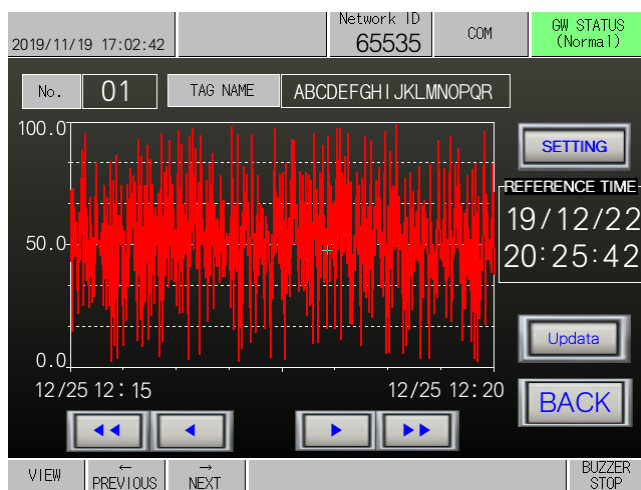 2019/11/19 17:02:42
Network ID
65535
COM
GW STATUS
(Normal)
No.
01
TAG NAME
ABCDEFGHIJKLMNOPQR
100.0
50.0
0.0
12/25 12:15
12/25 12:20
SETTING
REFERENCE TIME
19/12/22
20:25:42
Updata
BACK
◀◀
◀
▶
▶▶
VIEW
←
PREVIOUS
→
NEXT
BUZZER
STOP